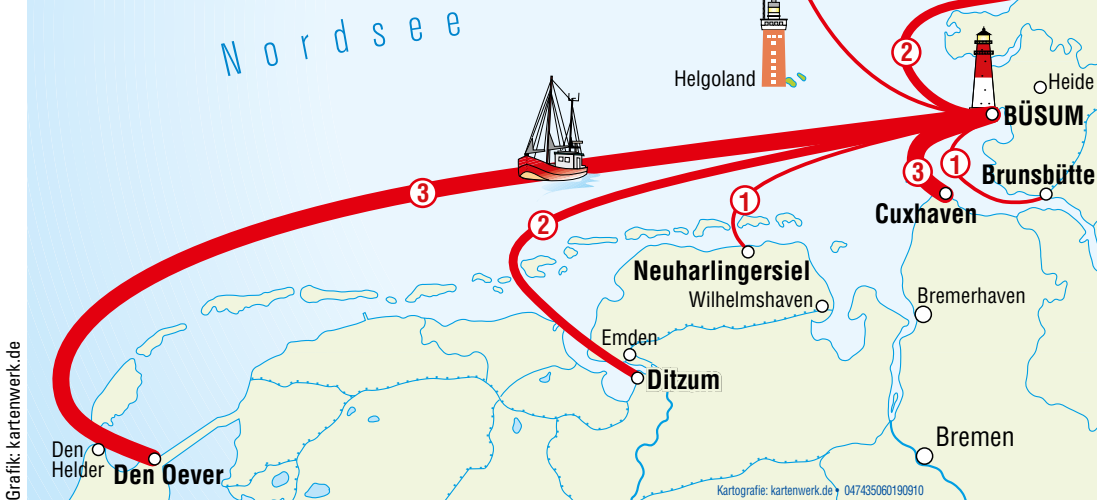 Nordsee
Helgoland
2
Heide
BÜSUM
3
1
Brunsbütte
3
Cuxhaven
1
2
Neuharlingersiel
Wilhelmshaven
Bremerhaven
Emden
Ditzum
Den
Helder
Den Oever
Bremen
Kartografie: kartenwerk.de • 047435060190910
Grafik: kartenwerk.de